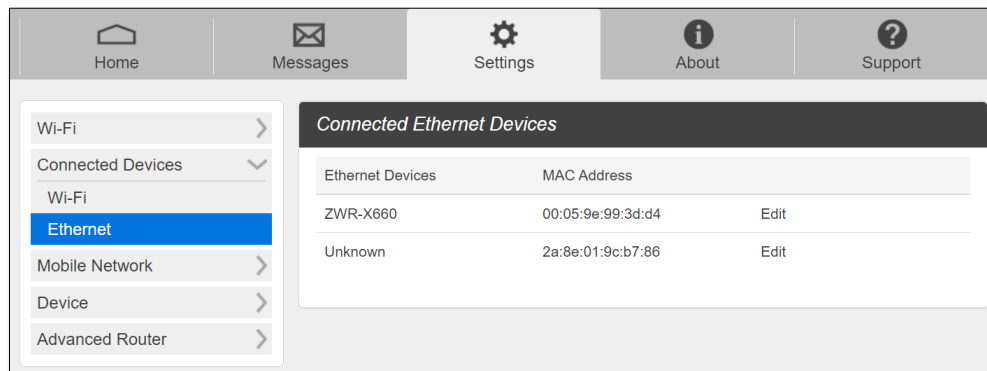 Home Messages Settings About Support
Wi-Fi
Connected Devices
Wi-Fi
Ethernet
Mobile Network
Device
Advanced Router
Connected Ethernet Devices
Ethernet Devices MAC Address
ZWR-X660 00:05:9e:99:3d:d4 Edit
Unknown 2a:8e:01:9c:b7:86 Edit